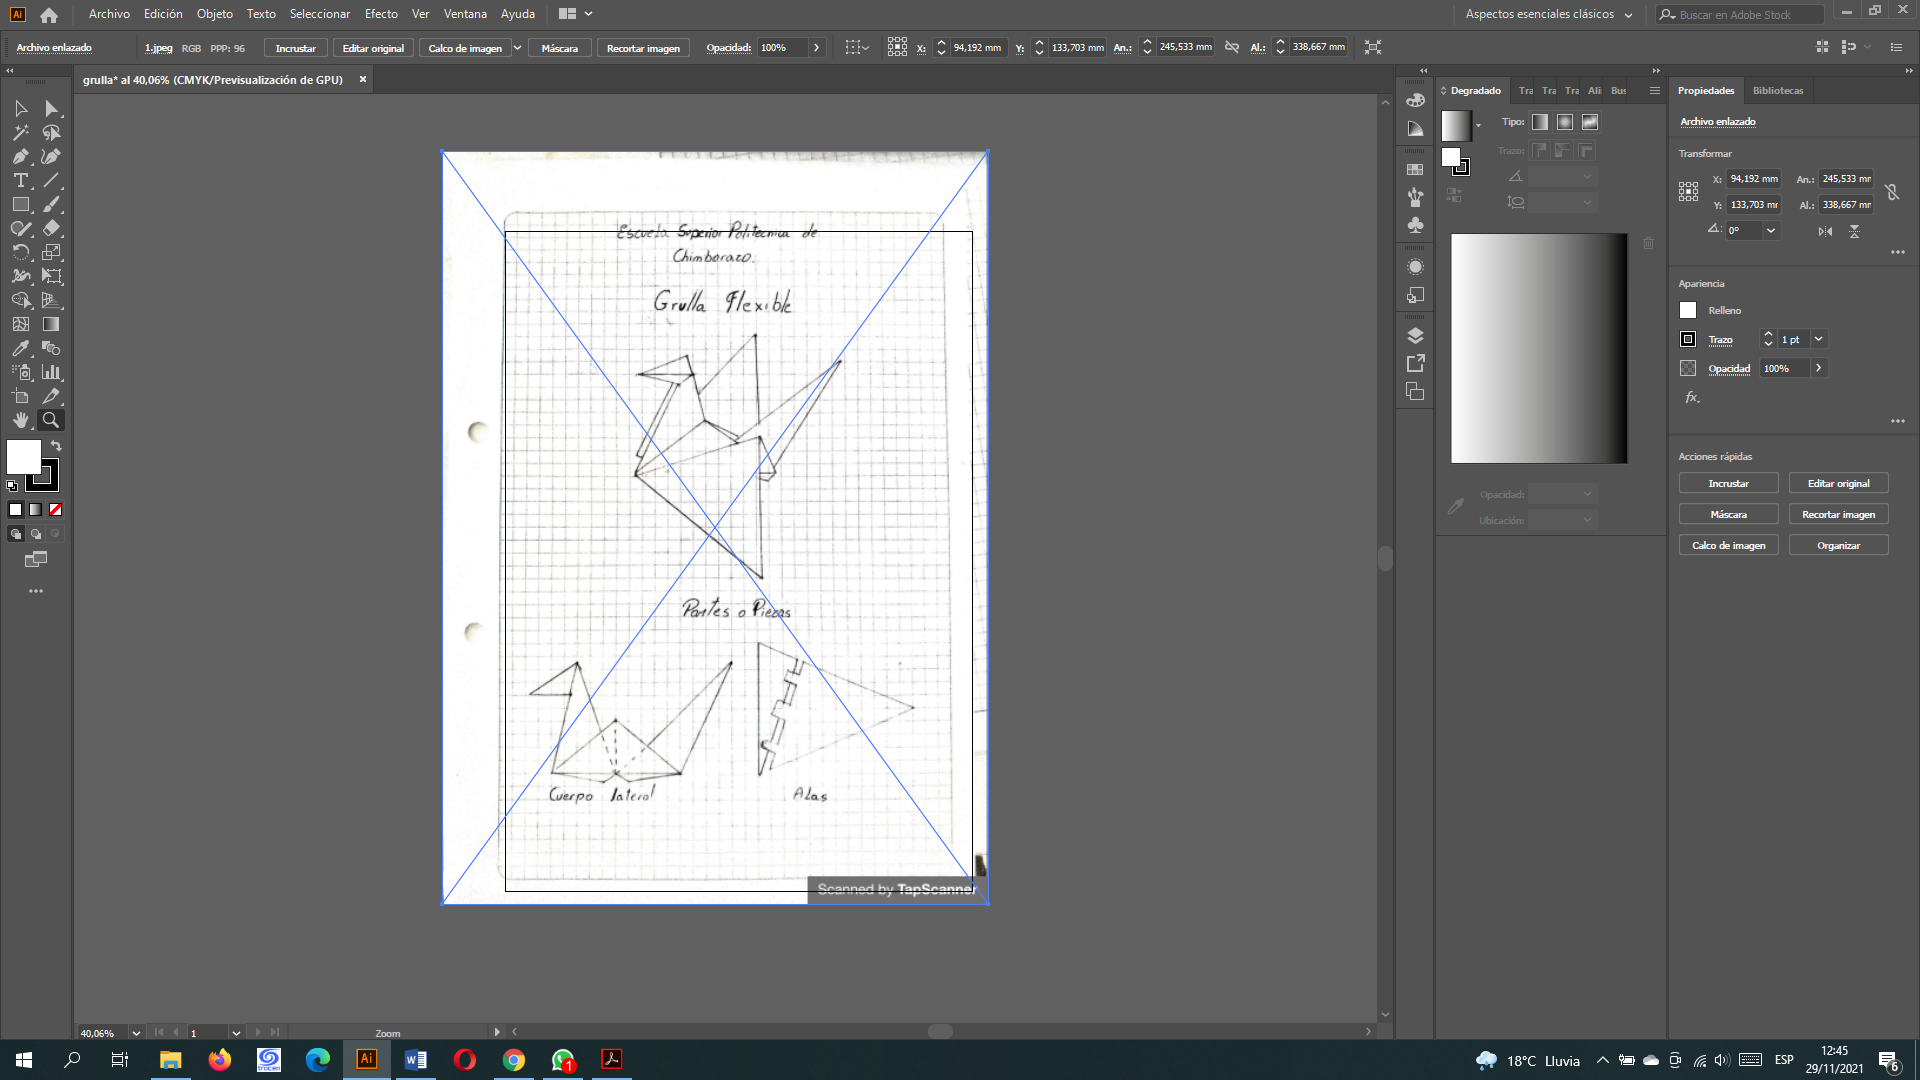 Archivo Edición Objeto Texto Seleccionar Efecto Ver Ventana Ayuda Aspectos esenciales clásicos Buscar en Adobe Stock
Archivo enlazado 1.jpeg RGB PPP: 96 Incrustar Editar original Calco de imagen Máscara Recortar imagen Opacidad: 100% X: 94,192 mm Y: 133,703 mm An.: 245,533 mm Al.: 338,667 mm
grulla* al 40,06% (CMYK/Previsualización de GPU)
Escuela Superior Politecnica de
Chimborazo.
Grulla Flexible
Partes o Piezas
Cuerpo lateral
Alas
Scanned by TapScanner
Degradado Tra Tra Tra Ali Bus
Tipo:
Trazo:
Opacidad:
Ubicación:
Propiedades Bibliotecas
Archivo enlazado
Transformar
X: 94,192 mm An.: 245,533 mm
Y: 133,703 mm Al.: 338,667 mm
0°
Apariencia
Relleno
Trazo 1 pt
Opacidad 100%
fx.
Acciones rápidas
Incrustar Editar original
Máscara Recortar imagen
Calco de imagen Organizar
40,06% 1 Zoom
Ai
1
18°C Lluvia ESP 12:45
29/11/2021 6